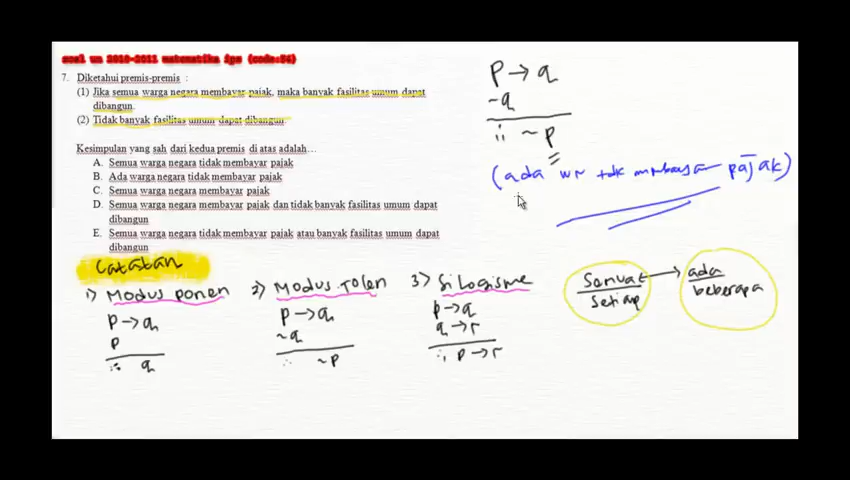 soal un 2010-2011 matematika ips (code:54)
7. Diketahui premis-premis :
(1) Jika semua warga negara membayar pajak, maka banyak fasilitas umum dapat
dibangun.
(2) Tidak banyak fasilitas umum dapat dibangun.
Kesimpulan yang sah dari kedua premis di atas adalah…
A. Semua warga negara tidak membayar pajak
B. Ada warga negara tidak membayar pajak
C. Semua warga negara membayar pajak
D. Semua warga negara membayar pajak dan tidak banyak fasilitas umum dapat
dibangun
E. Semua warga negara tidak membayar pajak atau banyak fasilitas umum dapat
dibangun
P → q
~q
∴ ~p
(ada wn tdk membayar pajak)
Catatan
1) Modus ponen
p → q
p
∴ q
2) Modus Tolen
p → q
~q
∴ ~p
3) Silogisme
p → q
q → r
∴ p → r
Semua → ada
Setiap beberapa